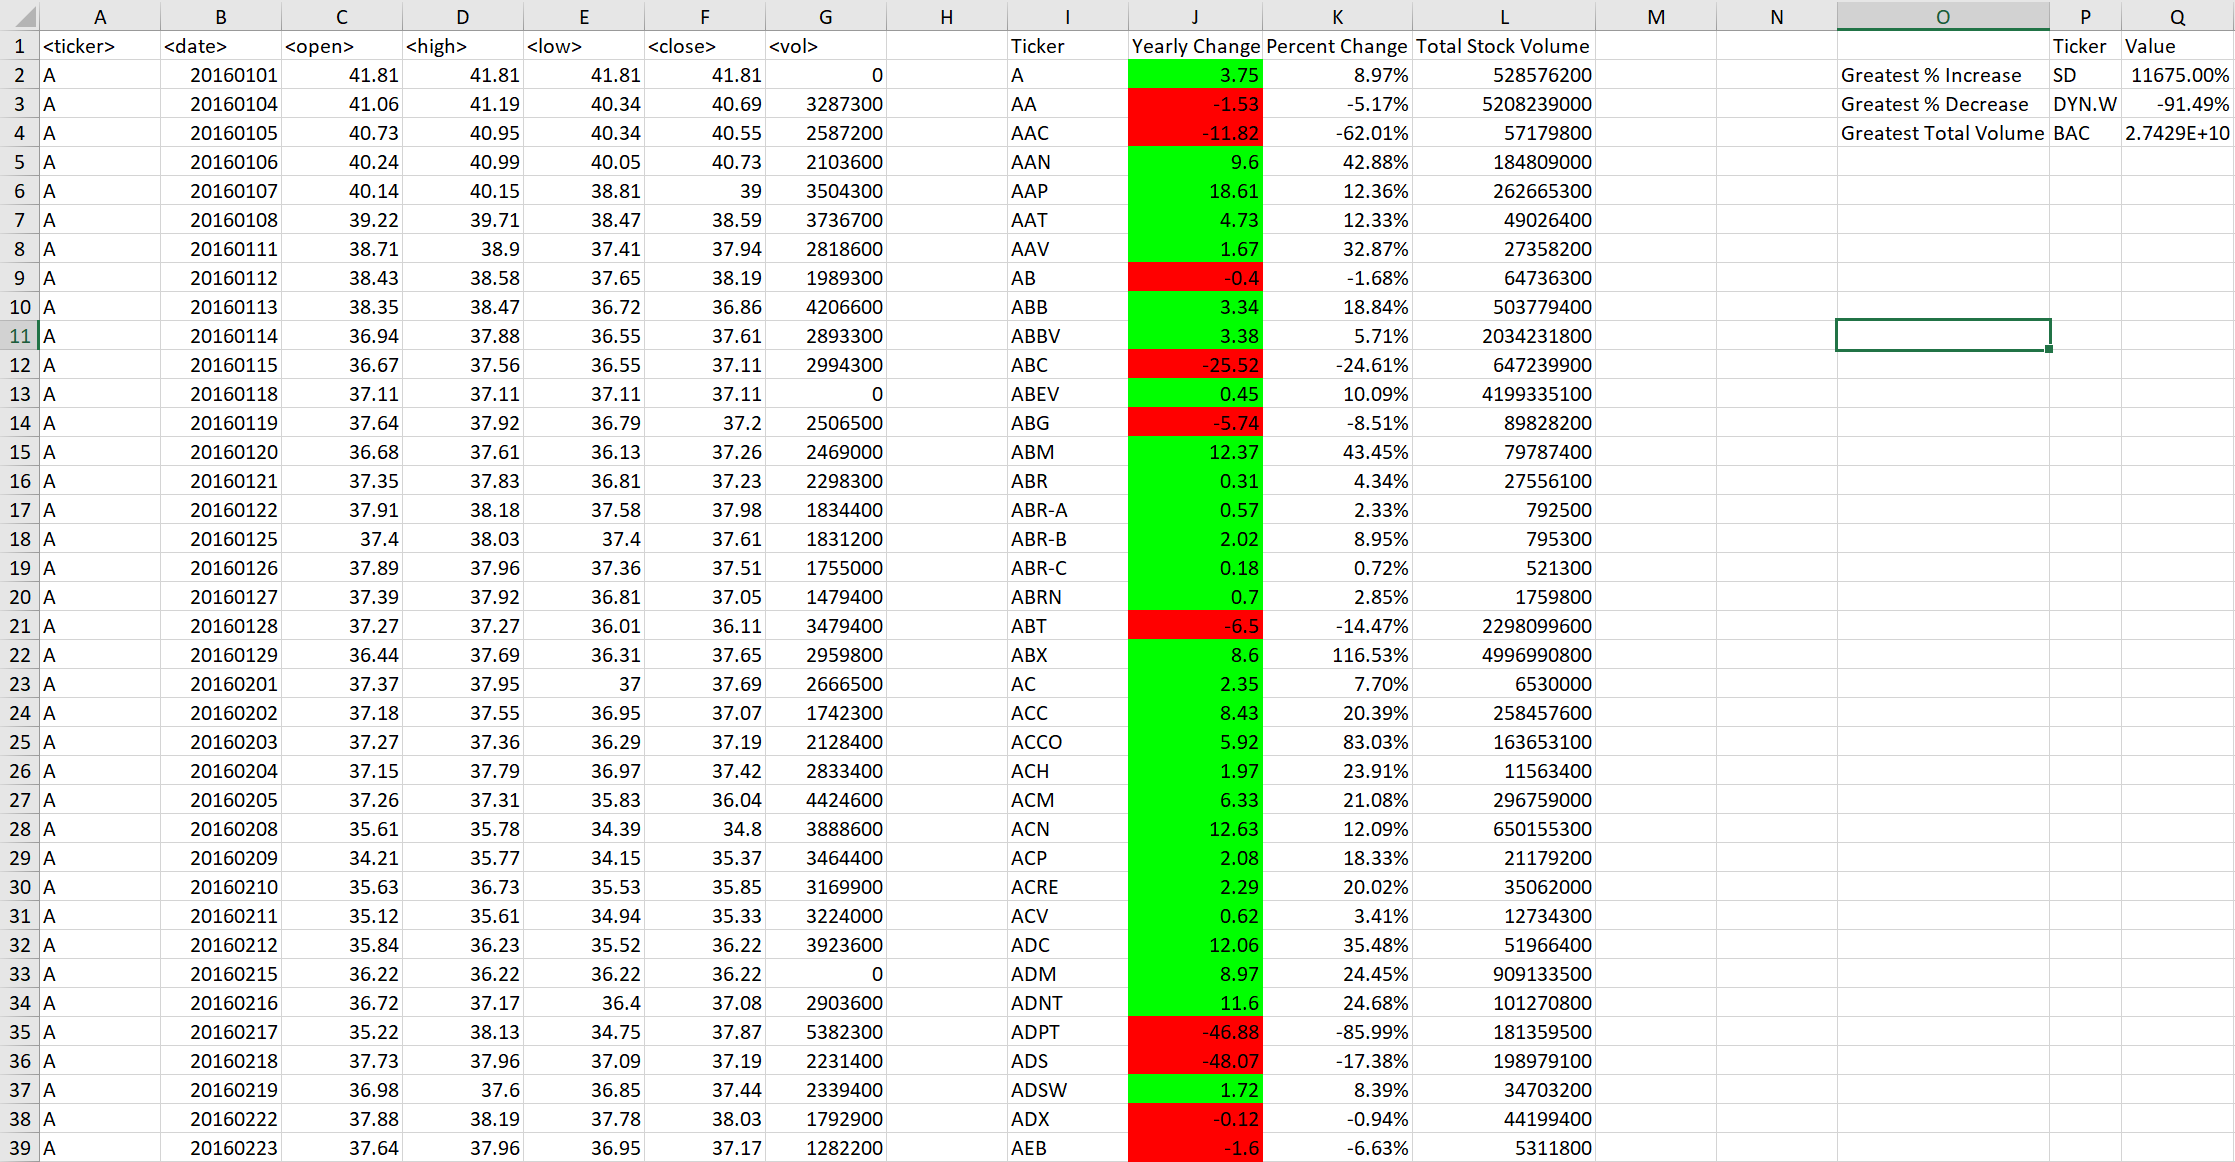 A B C D E F G H I J K L M N O P Q
1 <ticker> <date> <open> <high> <low> <close> <vol> Ticker Yearly Change Percent Change Total Stock Volume Ticker Value
2 A 20160101 41.81 41.81 41.81 41.81 0 A 3.75 8.97% 528576200 Greatest % Increase SD 11675.00%
3 A 20160104 41.06 41.19 40.34 40.69 3287300 AA -1.53 -5.17% 5208239000 Greatest % Decrease DYN.W -91.49%
4 A 20160105 40.73 40.95 40.34 40.55 2587200 AAC -11.82 -62.01% 57179800 Greatest Total Volume BAC 2.7429E+10
5 A 20160106 40.24 40.99 40.05 40.73 2103600 AAN 9.6 42.88% 184809000
6 A 20160107 40.14 40.15 38.81 39 3504300 AAP 18.61 12.36% 262665300
7 A 20160108 39.22 39.71 38.47 38.59 3736700 AAT 4.73 12.33% 49026400
8 A 20160111 38.71 38.9 37.41 37.94 2818600 AAV 1.67 32.87% 27358200
9 A 20160112 38.43 38.58 37.65 38.19 1989300 AB -0.4 -1.68% 64736300
10 A 20160113 38.35 38.47 36.72 36.86 4206600 ABB 3.34 18.84% 503779400
11 A 20160114 36.94 37.88 36.55 37.61 2893300 ABBV 3.38 5.71% 2034231800
12 A 20160115 36.67 37.56 36.55 37.11 2994300 ABC -25.52 -24.61% 647239900
13 A 20160118 37.11 37.11 37.11 37.11 0 ABEV 0.45 10.09% 4199335100
14 A 20160119 37.64 37.92 36.79 37.2 2506500 ABG -5.74 -8.51% 89828200
15 A 20160120 36.68 37.61 36.13 37.26 2469000 ABM 12.37 43.45% 79787400
16 A 20160121 37.35 37.83 36.81 37.23 2298300 ABR 0.31 4.34% 27556100
17 A 20160122 37.91 38.18 37.58 37.98 1834400 ABR-A 0.57 2.33% 792500
18 A 20160125 37.4 38.03 37.4 37.61 1831200 ABR-B 2.02 8.95% 795300
19 A 20160126 37.89 37.96 37.36 37.51 1755000 ABR-C 0.18 0.72% 521300
20 A 20160127 37.39 37.92 36.81 37.05 1479400 ABRN 0.7 2.85% 1759800
21 A 20160128 37.27 37.27 36.01 36.11 3479400 ABT -6.5 -14.47% 2298099600
22 A 20160129 36.44 37.69 36.31 37.65 2959800 ABX 8.6 116.53% 4996990800
23 A 20160201 37.37 37.95 37 37.69 2666500 AC 2.35 7.70% 6530000
24 A 20160202 37.18 37.55 36.95 37.07 1742300 ACC 8.43 20.39% 258457600
25 A 20160203 37.27 37.36 36.29 37.19 2128400 ACCO 5.92 83.03% 163653100
26 A 20160204 37.15 37.79 36.97 37.42 2833400 ACH 1.97 23.91% 11563400
27 A 20160205 37.26 37.31 35.83 36.04 4424600 ACM 6.33 21.08% 296759000
28 A 20160208 35.61 35.78 34.39 34.8 3888600 ACN 12.63 12.09% 650155300
29 A 20160209 34.21 35.77 34.15 35.37 3464400 ACP 2.08 18.33% 21179200
30 A 20160210 35.63 36.73 35.53 35.85 3169900 ACRE 2.29 20.02% 35062000
31 A 20160211 35.12 35.61 34.94 35.33 3224000 ACV 0.62 3.41% 12734300
32 A 20160212 35.84 36.23 35.52 36.22 3923600 ADC 12.06 35.48% 51966400
33 A 20160215 36.22 36.22 36.22 36.22 0 ADM 8.97 24.45% 909133500
34 A 20160216 36.72 37.17 36.4 37.08 2903600 ADNT 11.6 24.68% 101270800
35 A 20160217 35.22 38.13 34.75 37.87 5382300 ADPT -46.88 -85.99% 181359500
36 A 20160218 37.73 37.96 37.09 37.19 2231400 ADS -48.07 -17.38% 198979100
37 A 20160219 36.98 37.6 36.85 37.44 2339400 ADSW 1.72 8.39% 34703200
38 A 20160222 37.88 38.19 37.78 38.03 1792900 ADX -0.12 -0.94% 44199400
39 A 20160223 37.64 37.96 36.95 37.17 1282200 AEB -1.6 -6.63% 5311800